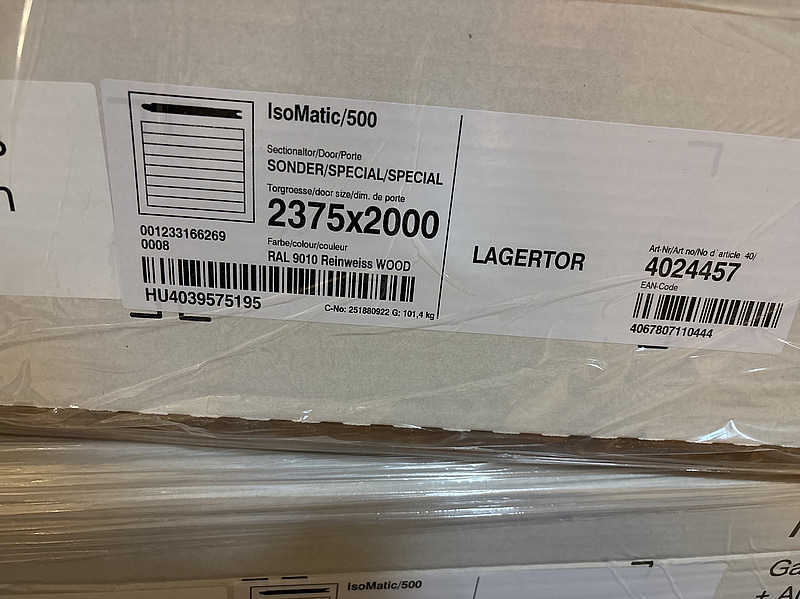 IsoMatic/500
Sectionaltor/Door/Porte
SONDER/SPECIAL/SPECIAL
Torgroesse/door size/dim. de porte
2375x2000
001233166269
0008
Farbe/colour/couleur
RAL 9010 Reinweiss WOOD
HU4039575195
C-No: 251880922 G: 101,4 kg
LAGERTOR
Art-Nr/Art no/No d`article 40/
4024457
EAN-Code
4067807110444
IsoMatic/500
Ga